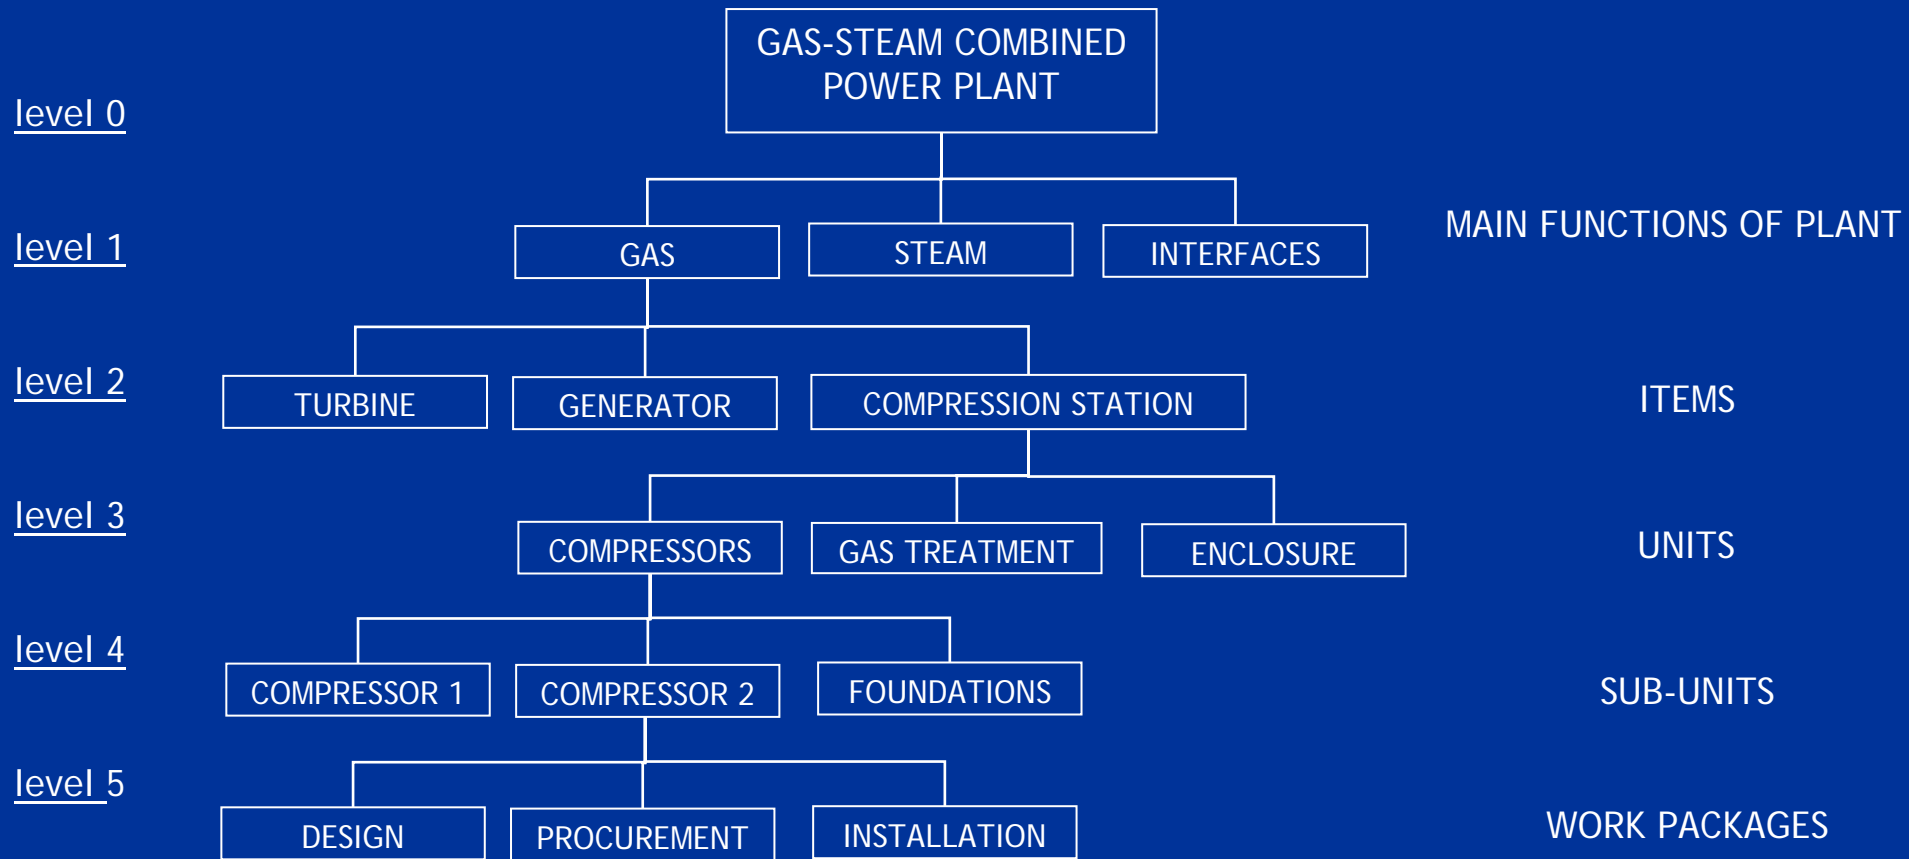 GAS-STEAM COMBINED
POWER PLANT
level 0
MAIN FUNCTIONS OF PLANT
level 1
GAS
STEAM
INTERFACES
level 2
TURBINE
GENERATOR
COMPRESSION STATION
ITEMS
level 3
COMPRESSORS
GAS TREATMENT
ENCLOSURE
UNITS
level 4
COMPRESSOR 1
COMPRESSOR 2
FOUNDATIONS
SUB-UNITS
level 5
DESIGN
PROCUREMENT
INSTALLATION
WORK PACKAGES